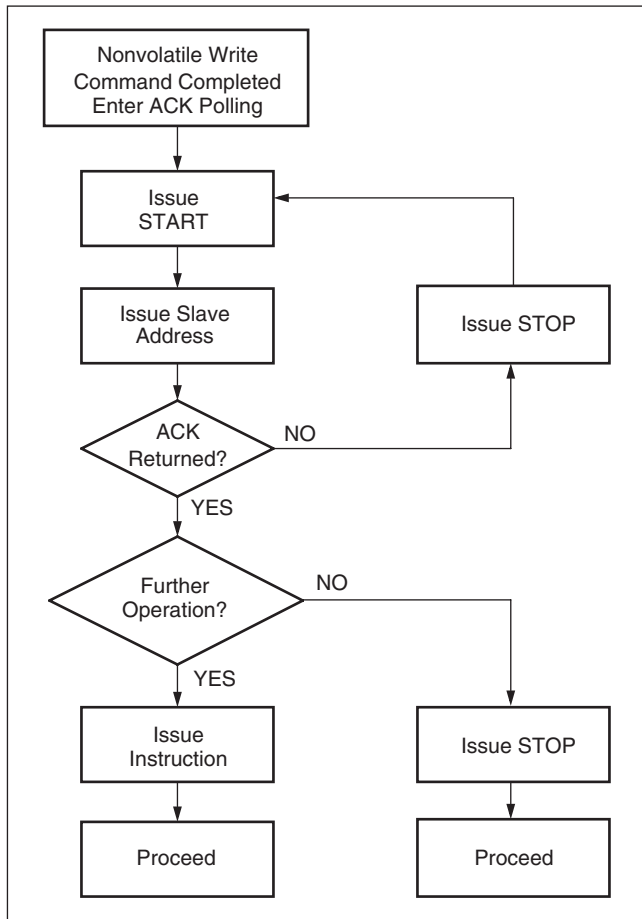 Nonvolatile Write
Command Completed
Enter ACK Polling
Issue
START
Issue Slave
Address
Issue STOP
ACK
Returned?
NO
YES
Further
Operation?
NO
YES
Issue
Instruction
Issue STOP
Proceed
Proceed